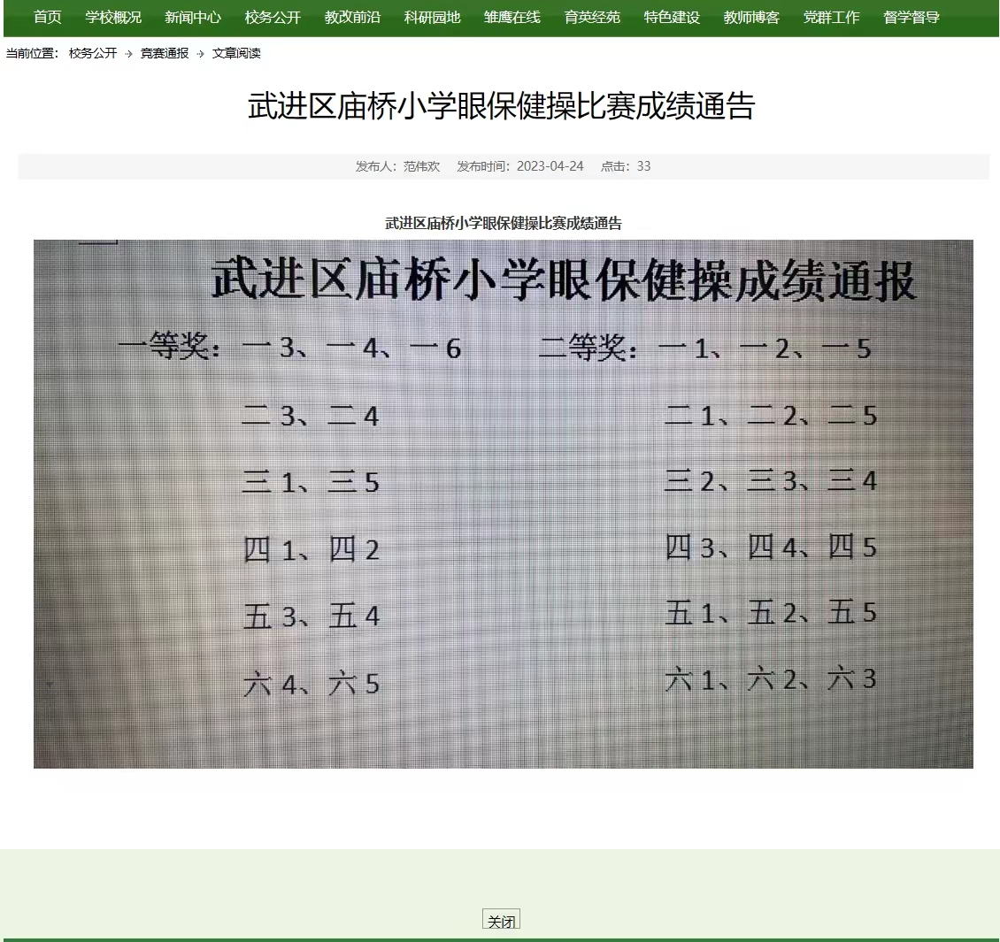 首页 学校概况 新闻中心 校务公开 教改前沿 科研园地 雏鹰在线 育英经苑 特色建设 教师博客 党群工作 督学督导
当前位置： 校务公开 → 竞赛通报 → 文章阅读
武进区庙桥小学眼保健操比赛成绩通告
发布人：范伟欢 发布时间：2023-04-24 点击：33
武进区庙桥小学眼保健操比赛成绩通告
武进区庙桥小学眼保健操成绩通报
一等奖：一3、一4、一6 二等奖：一1、一2、一5
二3、二4 二1、二2、二5
三1、三5 三2、三3、三4
四1、四2 四3、四4、四5
五3、五4 五1、五2、五5
六4、六5 六1、六2、六3
关闭